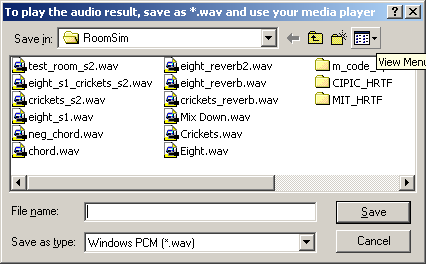 To play the audio result, save as *.wav and use your media player
Save in: RoomSim
View Menu
test_room_s2.wav
eight_s1_crickets_s2.wav
crickets_s2.wav
eight_s1.wav
neg_chord.wav
chord.wav
eight_reverb2.wav
eight_reverb.wav
crickets_reverb.wav
Mix Down.wav
Crickets.wav
Eight.wav
CIPIC_HRTF
MIT_HRTF
File name:
Save
Save as type: Windows PCM (*.wav)
Cancel